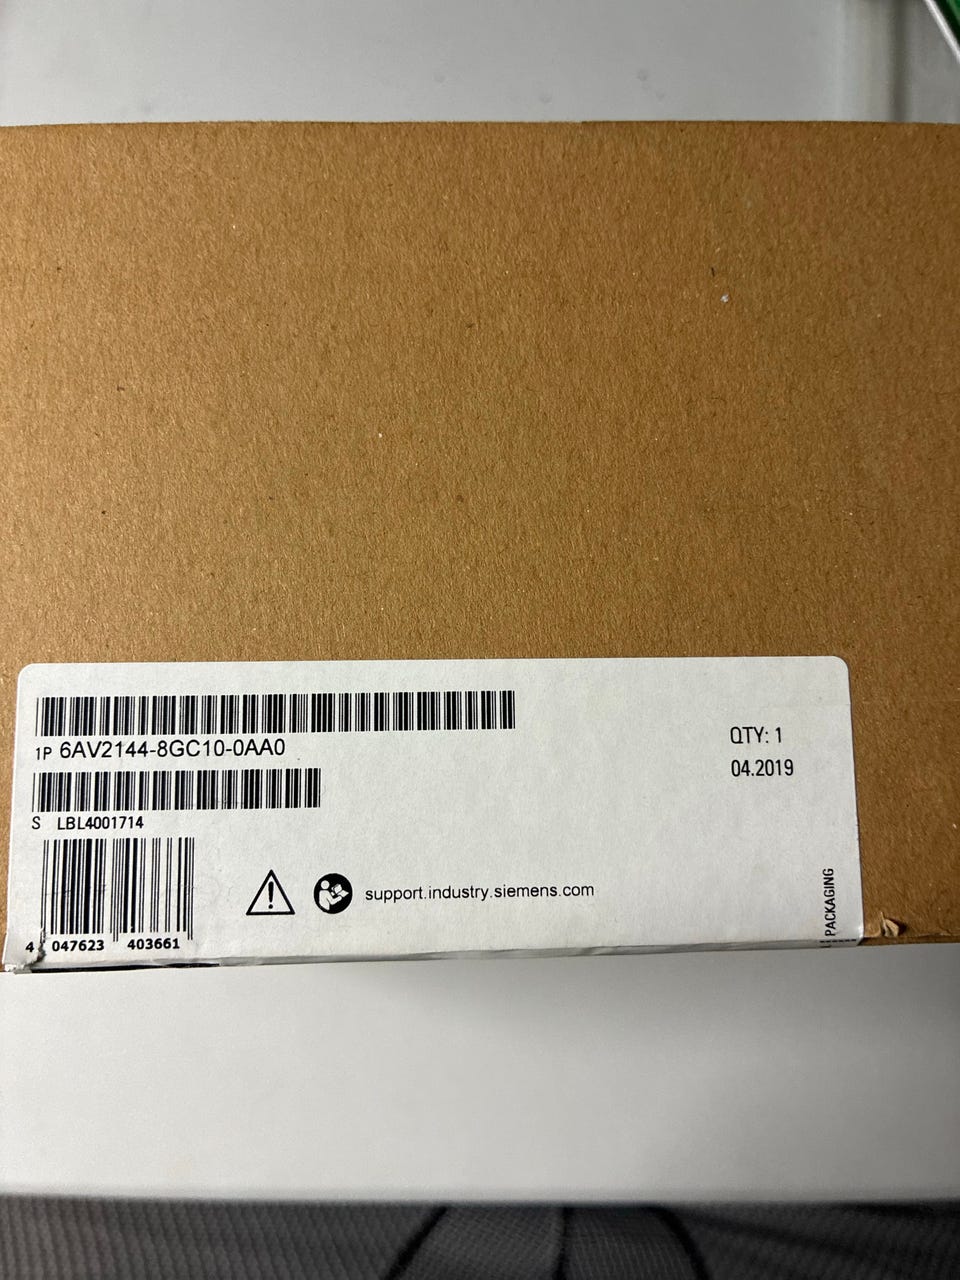 1P 6AV2144-8GC10-0AA0
QTY: 1
04.2019
S LBL4001714
support.industry.siemens.com
PACKAGING
4 047623 403661